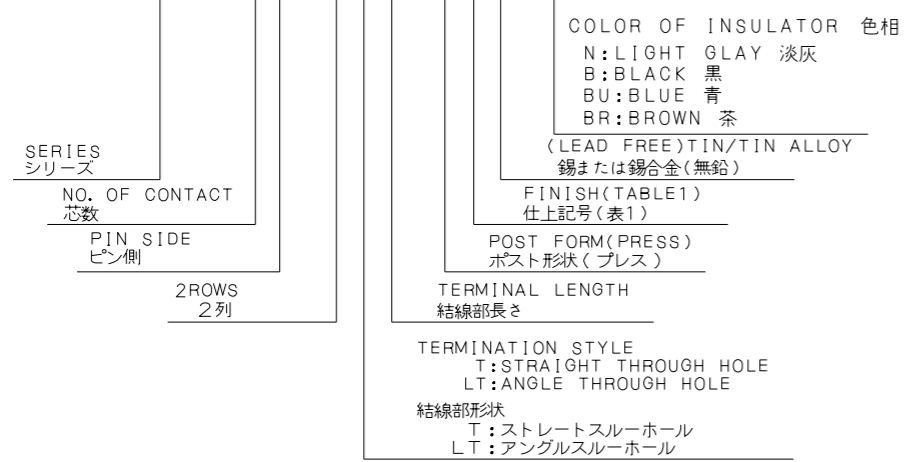 COLOR OF INSULATOR 色相
N:LIGHT GLAY 淡灰
B:BLACK 黒
BU:BLUE 青
BR:BROWN 茶
(LEAD FREE)TIN/TIN ALLOY
錫または錫合金(無鉛)
SERIES
シリーズ
NO. OF CONTACT
芯数
FINISH(TABLE1)
仕上記号(表1)
PIN SIDE
ピン側
POST FORM(PRESS)
ポスト形状(プレス)
2ROWS
2列
TERMINAL LENGTH
結線部長さ
TERMINATION STYLE
T:STRAIGHT THROUGH HOLE
LT:ANGLE THROUGH HOLE
結線部形状
T:ストレートスルーホール
LT:アングルスルーホール